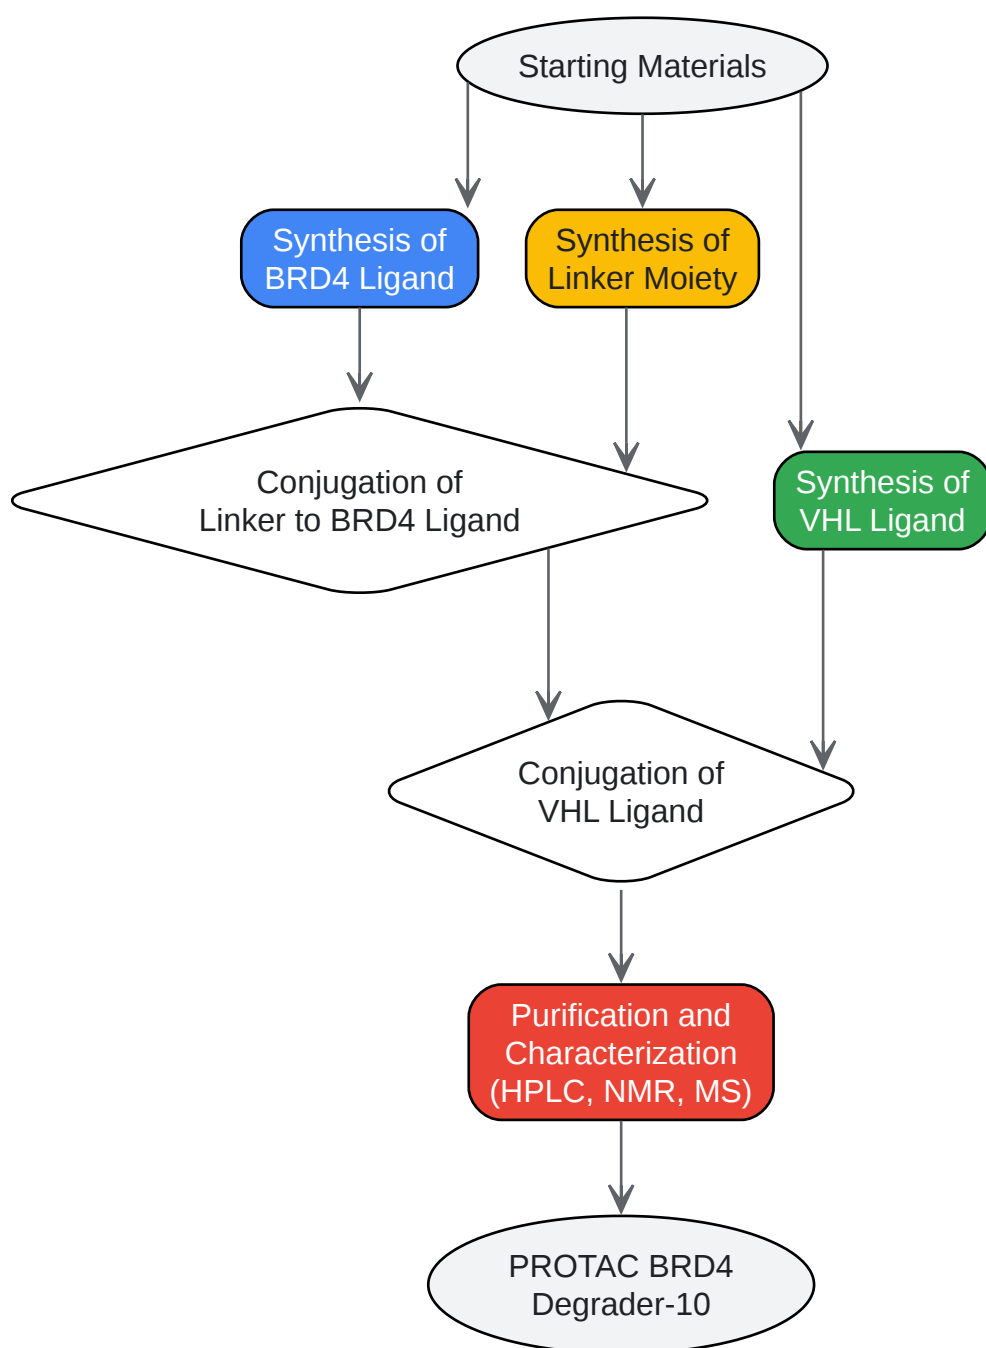 Starting Materials
Synthesis of
BRD4 Ligand
Synthesis of
Linker Moiety
Conjugation of
Linker to BRD4 Ligand
Synthesis of
VHL Ligand
Conjugation of
VHL Ligand
Purification and
Characterization
(HPLC, NMR, MS)
PROTAC BRD4
Degrader-10